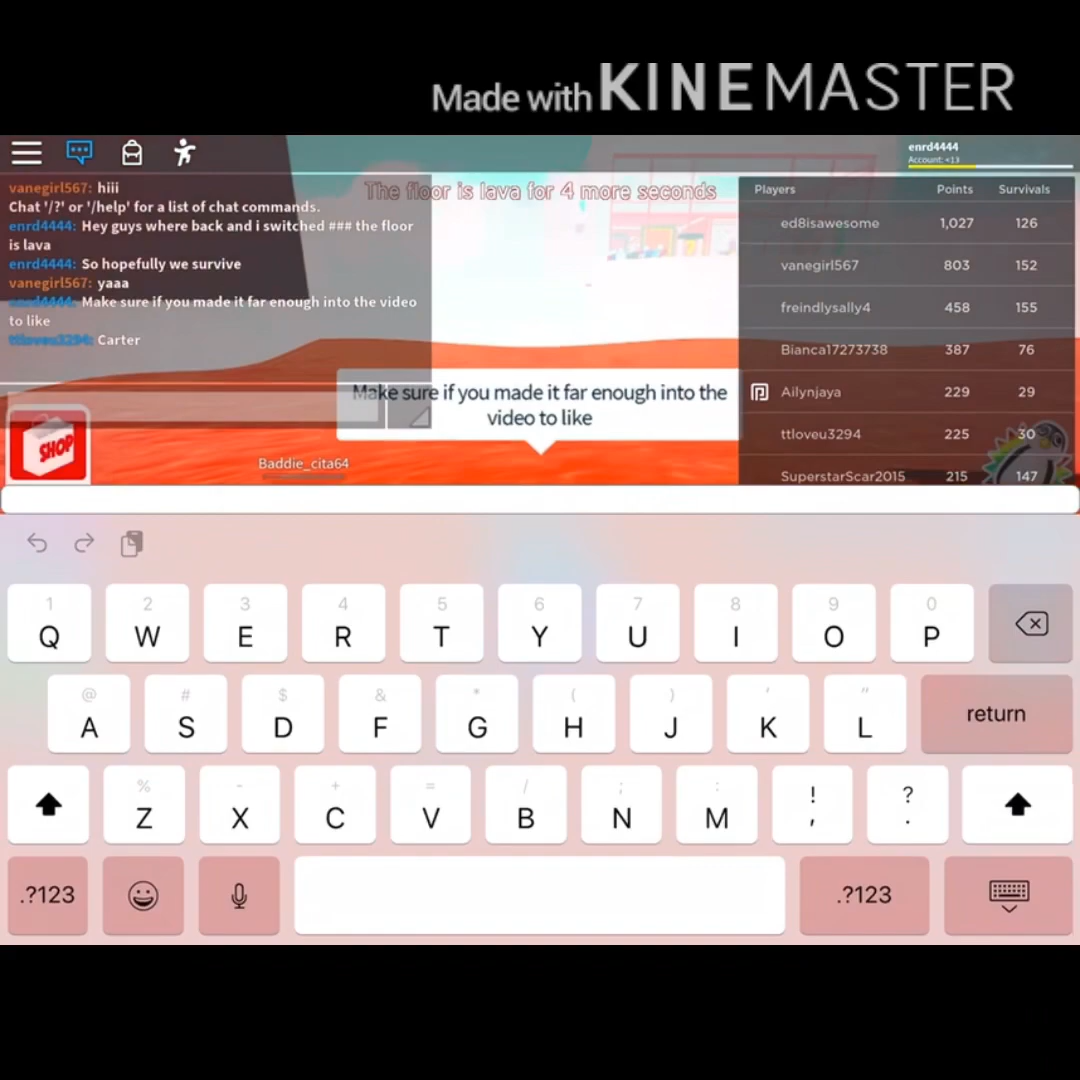 Made with KINEMASTER
enrd4444
Account: <13
vanegirl567: hiii
Chat '/?' or '/help' for a list of chat commands.
enrd4444: Hey guys where back and i switched ### the floor
is lava
enrd4444: So hopefully we survive
vanegirl567: yaaa
enrd4444: Make sure if you made it far enough into the video
to like
ttloveu3294: Carter
The floor is lava for 4 more seconds
Players Points Survivals
ed8isawesome 1,027 126
vanegirl567 803 152
freindlysally4 458 155
Bianca17273738 387 76
Ailynjaya 229 29
ttloveu3294 225 30
SuperstarScar2015 215 147
Make sure if you made it far enough into the
video to like
SHOP
Baddie_cita64
1 2 3 4 5 6 7 8 9 0
Q W E R T Y U I O P
@ # $ & * ( ) ' "
A S D F G H J K L return
% - + = / ; : ! ?
Z X C V B N M , .
.?123 .?123